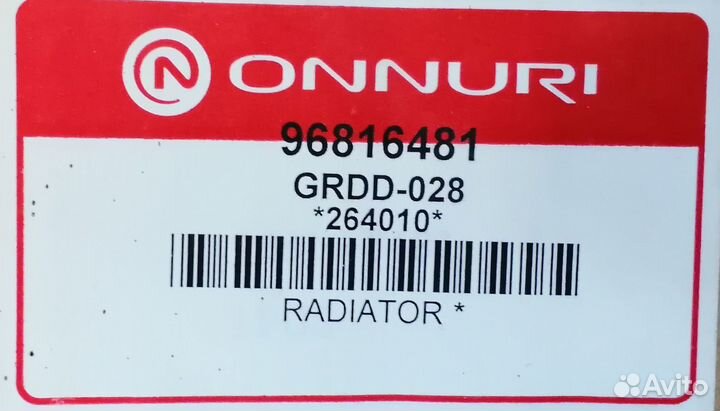 ONNURI
96816481
GRDD-028
*264010*
RADIATOR *
Avito